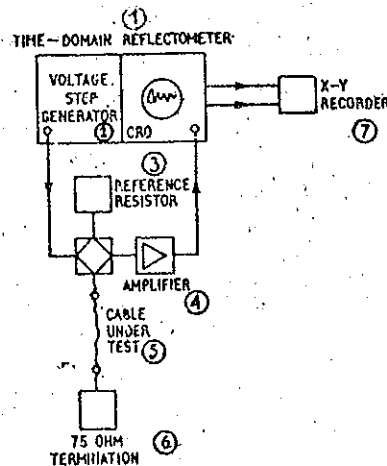 ①
TIME-DOMAIN REFLECTOMETER
VOLTAGE
STEP
GENERATOR
①
CRO
X-Y
RECORDER
⑦
③
REFERENCE
RESISTOR
AMPLIFIER
④
CABLE
UNDER
TEST
⑤
75 OHM
TERMINATION
⑥